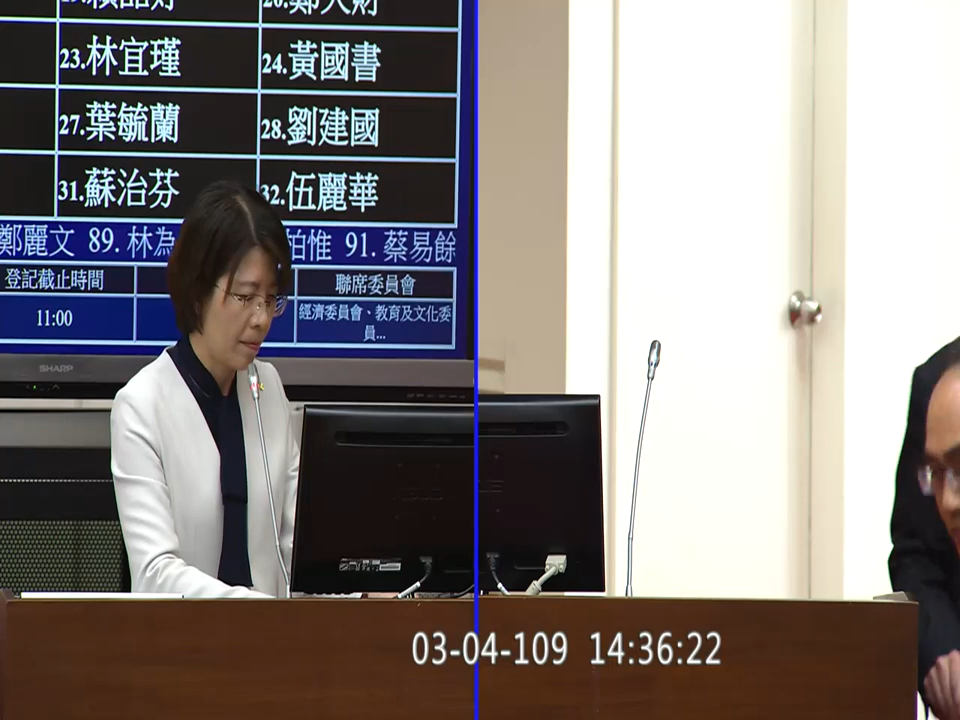 23.林宜瑾 24.黃國書
27.葉毓蘭 28.劉建國
31.蘇治芬 32.伍麗華
鄭麗文 89. 林為 柏惟 91. 蔡易餘
登記截止時間 聯席委員會
11:00 經濟委員會、教育及文化委
員...
SHARP
03-04-109 14:36:22